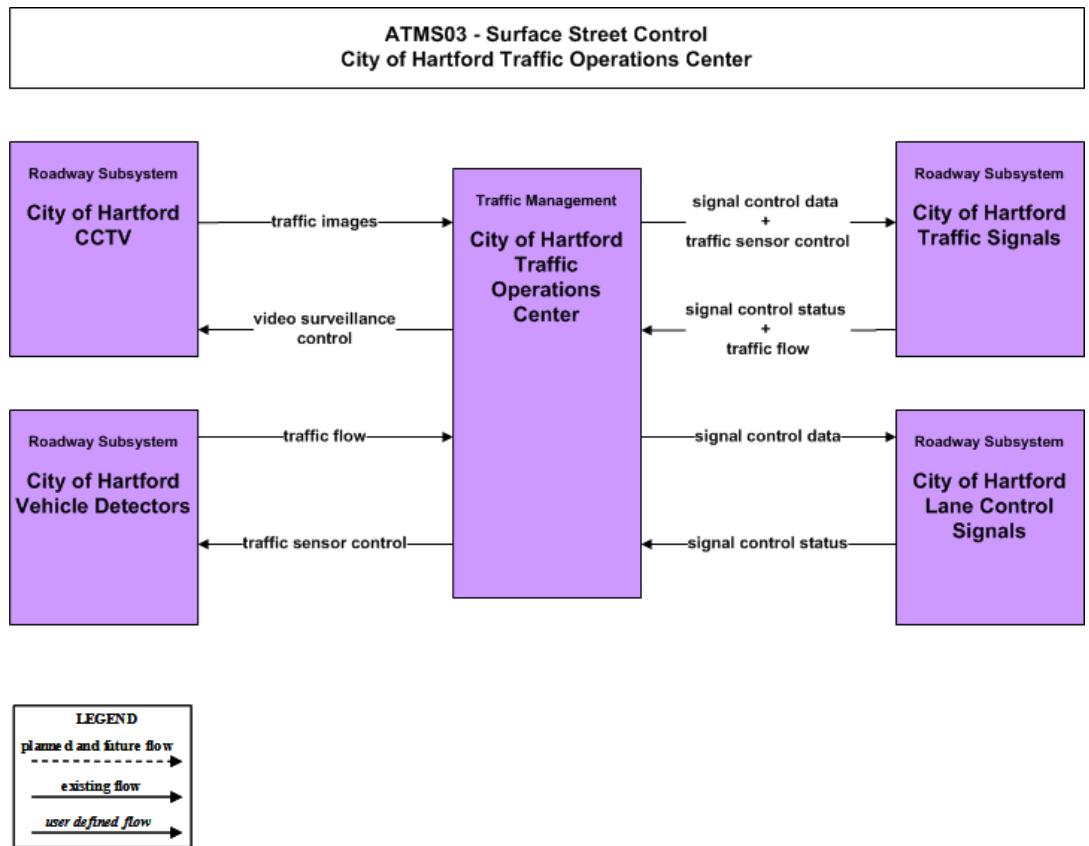 ATMS03 - Surface Street Control
City of Hartford Traffic Operations Center
Roadway Subsystem
City of Hartford
CCTV
traffic images
video surveillance
control
Traffic Management
City of Hartford
Traffic
Operations
Center
signal control data
+
traffic sensor control
signal control status
+
traffic flow
Roadway Subsystem
City of Hartford
Traffic Signals
Roadway Subsystem
City of Hartford
Vehicle Detectors
traffic flow
traffic sensor control
signal control data
signal control status
Roadway Subsystem
City of Hartford
Lane Control
Signals
LEGEND
planned and future flow
existing flow
user defined flow